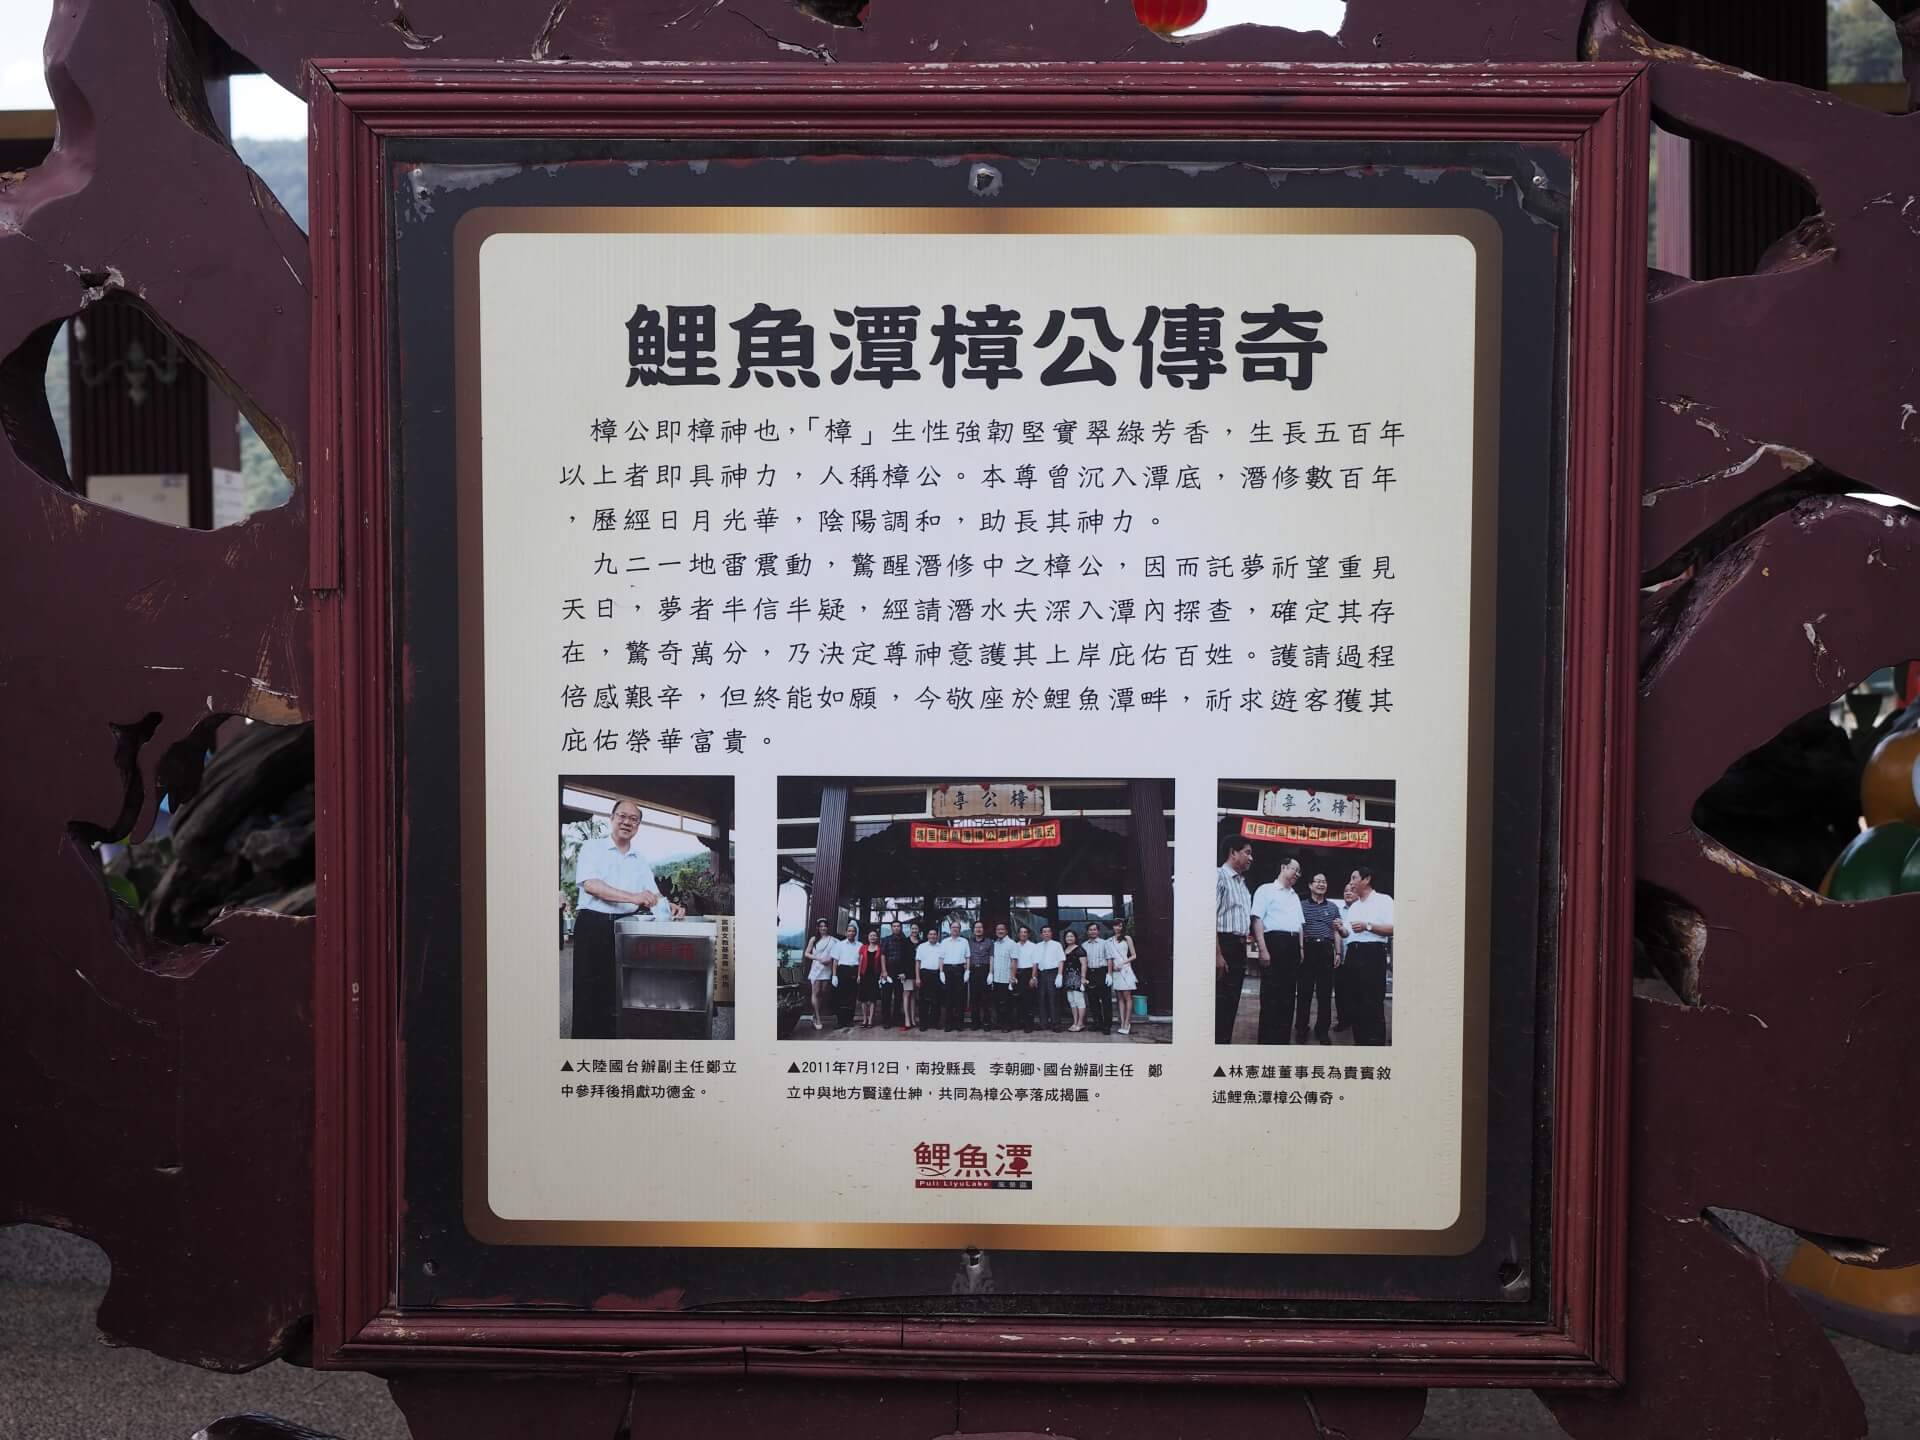 鯉魚潭樟公傳奇
樟公即樟神也，「樟」生性強韌堅實翠綠芳香，生長五百年
以上者即具神力，人稱樟公。本尊曾沉入潭底，潛修數百年
，歷經日月光華，陰陽調和，助長其神力。
九二一地雷震動，驚醒潛修中之樟公，因而託夢祈望重見
天日，夢者半信半疑，經請潛水夫深入潭內探查，確定其存
在，驚奇萬分，乃決定尊神意護其上岸庇佑百姓。護請過程
倍感艱辛，但終能如願，今敬座於鯉魚潭畔，祈求遊客獲其
庇佑榮華富貴。
亭公樟
亭公樟
▲大陸國台辦副主任鄭立
中參拜後捐獻功德金。
▲2011年7月12日，南投縣長　李朝卿、國台辦副主任　鄭
立中與地方賢達仕紳，共同為樟公亭落成揭匾。
▲林憲雄董事長為貴賓敘
述鯉魚潭樟公傳奇。
鯉魚潭
Puli LiyuLake 風景區